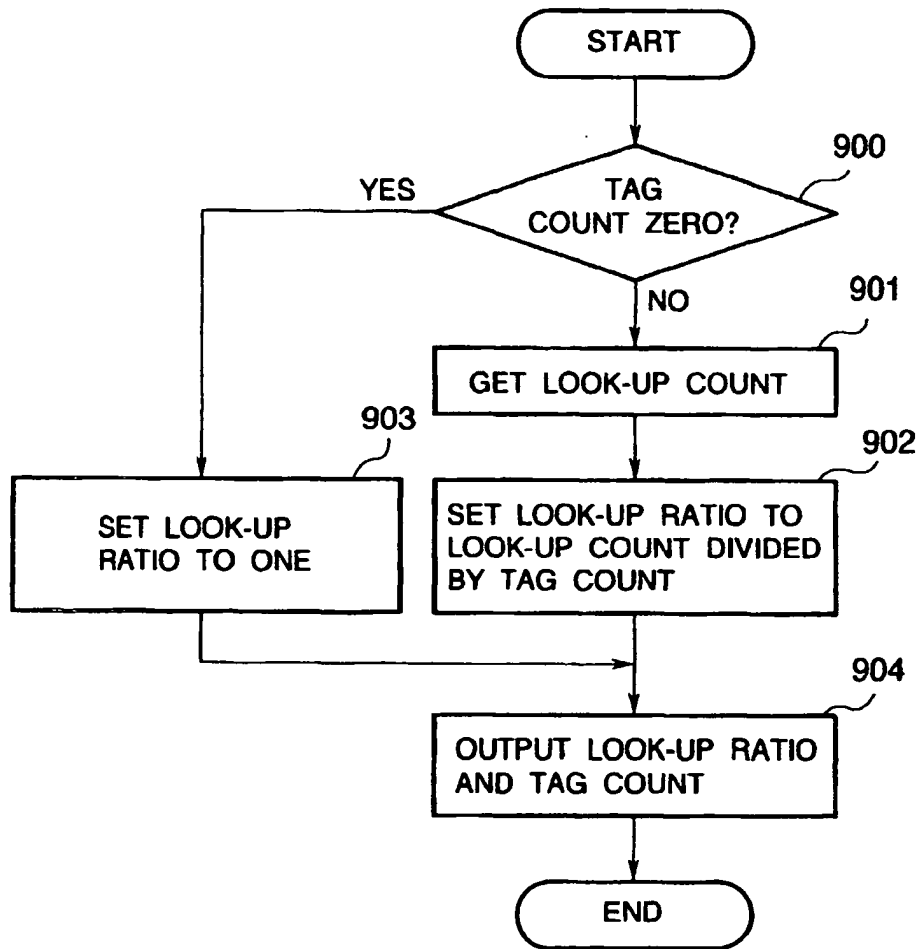 START
900
YES
TAG
COUNT ZERO?
NO
901
GET LOOK-UP COUNT
903
902
SET LOOK-UP
RATIO TO ONE
SET LOOK-UP RATIO TO
LOOK-UP COUNT DIVIDED
BY TAG COUNT
904
OUTPUT LOOK-UP RATIO
AND TAG COUNT
END